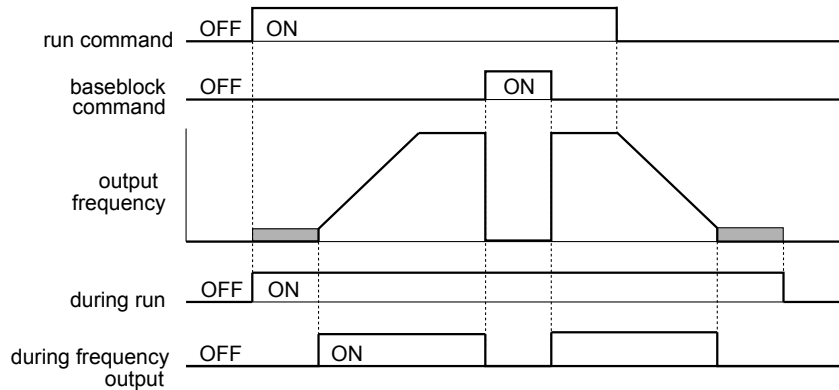 run command OFF ON
baseblock
command OFF ON
output
frequency
during run OFF ON
during frequency
output OFF ON